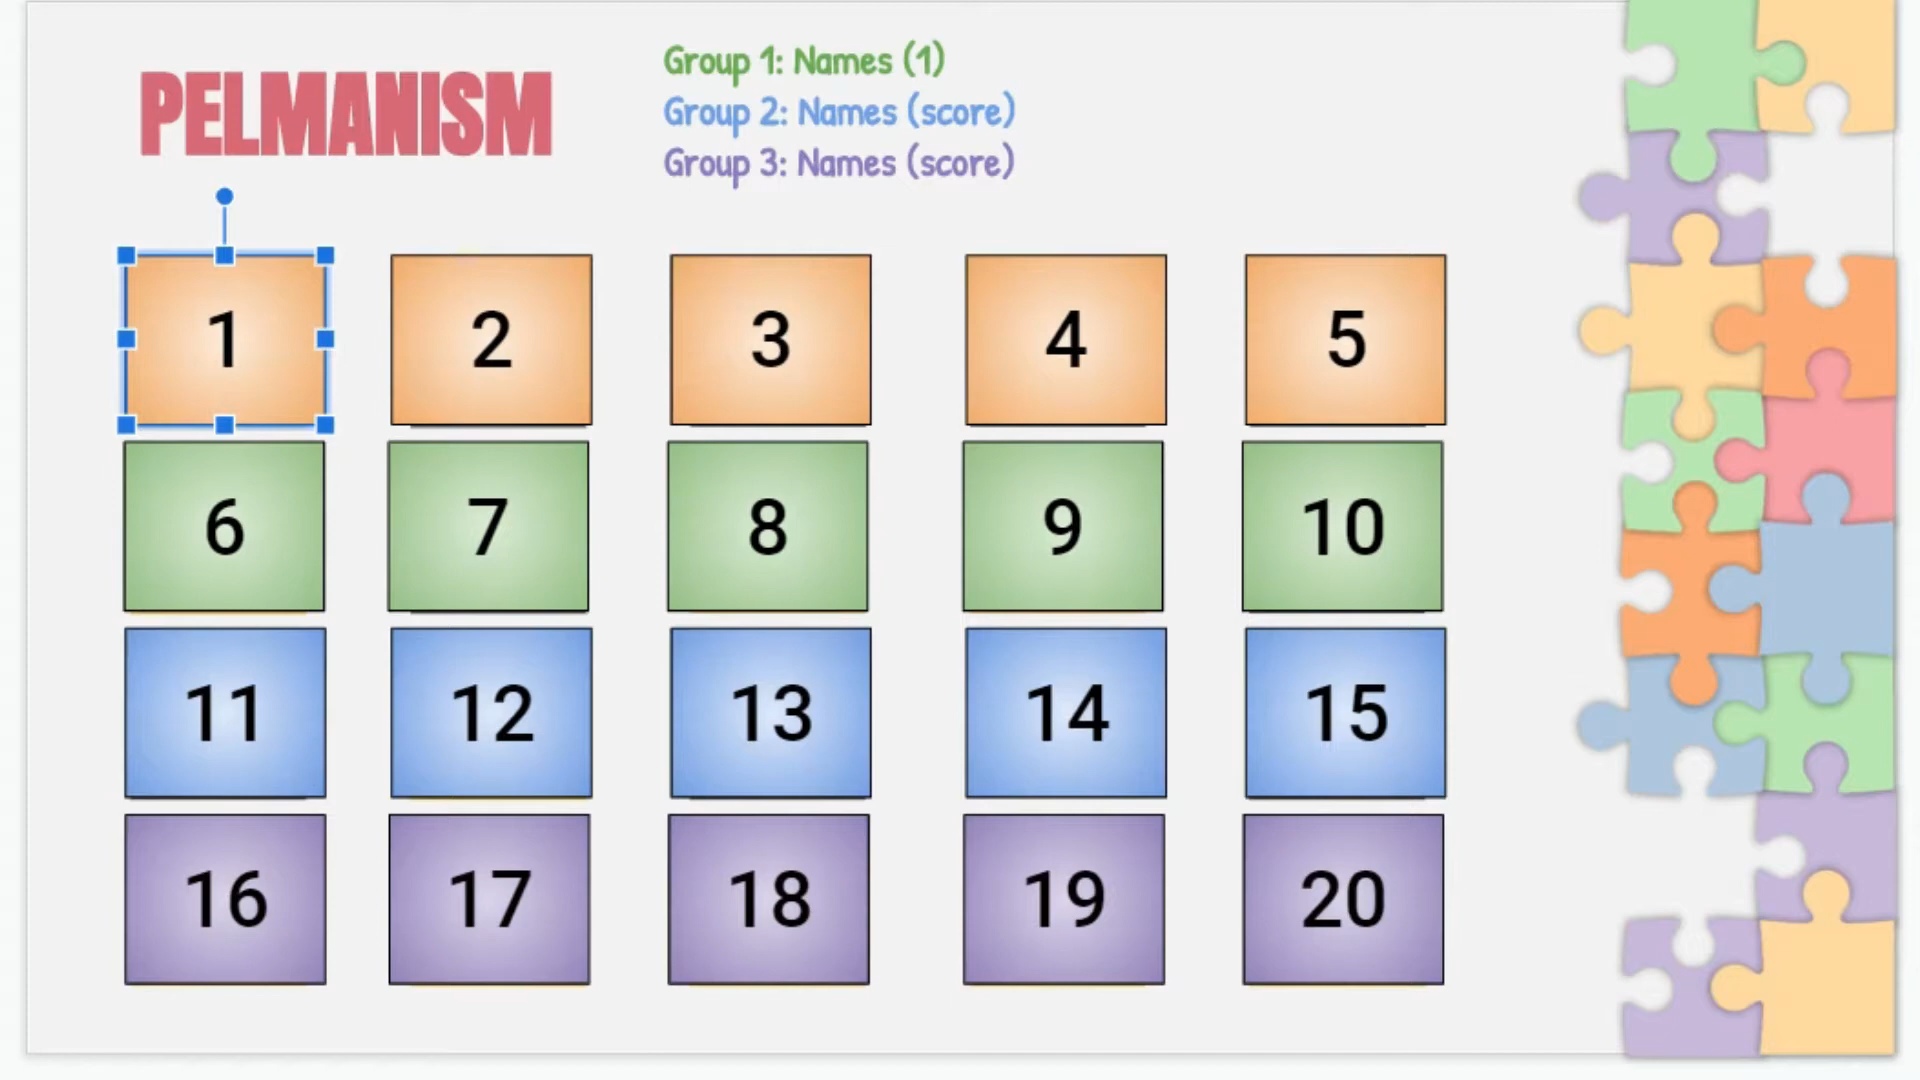 PELMANISM
Group 1: Names (1)
Group 2: Names (score)
Group 3: Names (score)
1 2 3 4 5
6 7 8 9 10
11 12 13 14 15
16 17 18 19 20